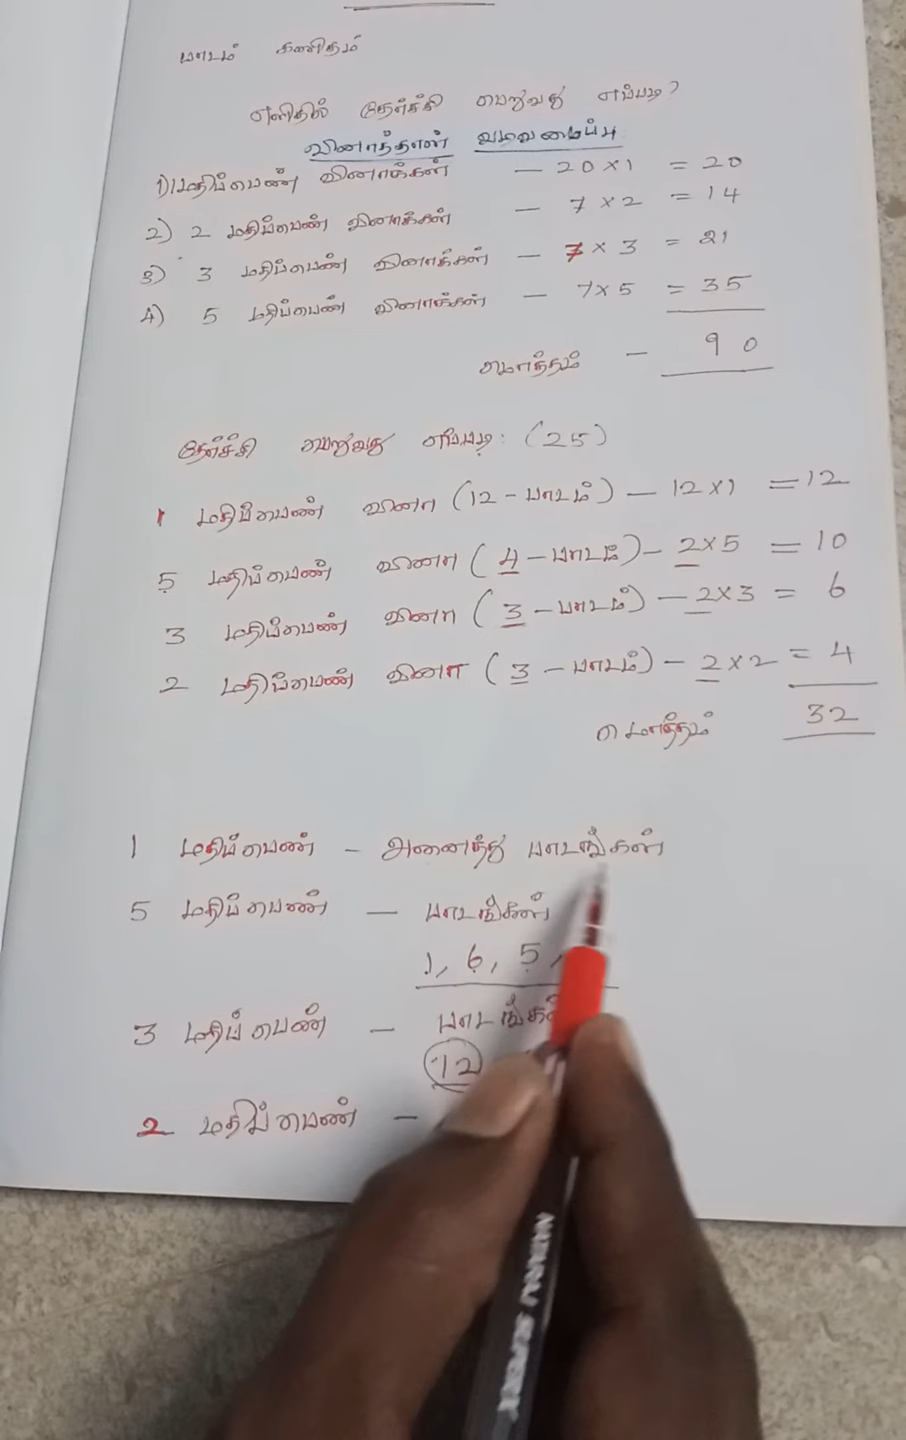 பாடம் கணிதம்
எளிதில் தேர்ச்சி பெறுவது எப்படி?
வினாத்தாள் வடிவமைப்பு
1) 1 மதிப்பெண் வினாக்கள் — 20 × 1 = 20
2) 2 மதிப்பெண் வினாக்கள் — 7 × 2 = 14
3) 3 மதிப்பெண் வினாக்கள் — 7 × 3 = 21
4) 5 மதிப்பெண் வினாக்கள் — 7×5 = 35
மொத்தம் — 90
தேர்ச்சி பெறுவது எப்படி: (25)
1 மதிப்பெண் வினா (12 - பாடம்) — 12×1 = 12
5 மதிப்பெண் வினா (4 - பாடம்) — 2×5 = 10
3 மதிப்பெண் வினா (3 - பாடம்) — 2×3 = 6
2 மதிப்பெண் வினா (3 - பாடம்) — 2×2 = 4
மொத்தம் 32
1 மதிப்பெண் — அனைத்து பாடங்கள்
5 மதிப்பெண் — பாடங்கள்
1, 6, 5,
3 மதிப்பெண் —
12
2 மதிப்பெண் —